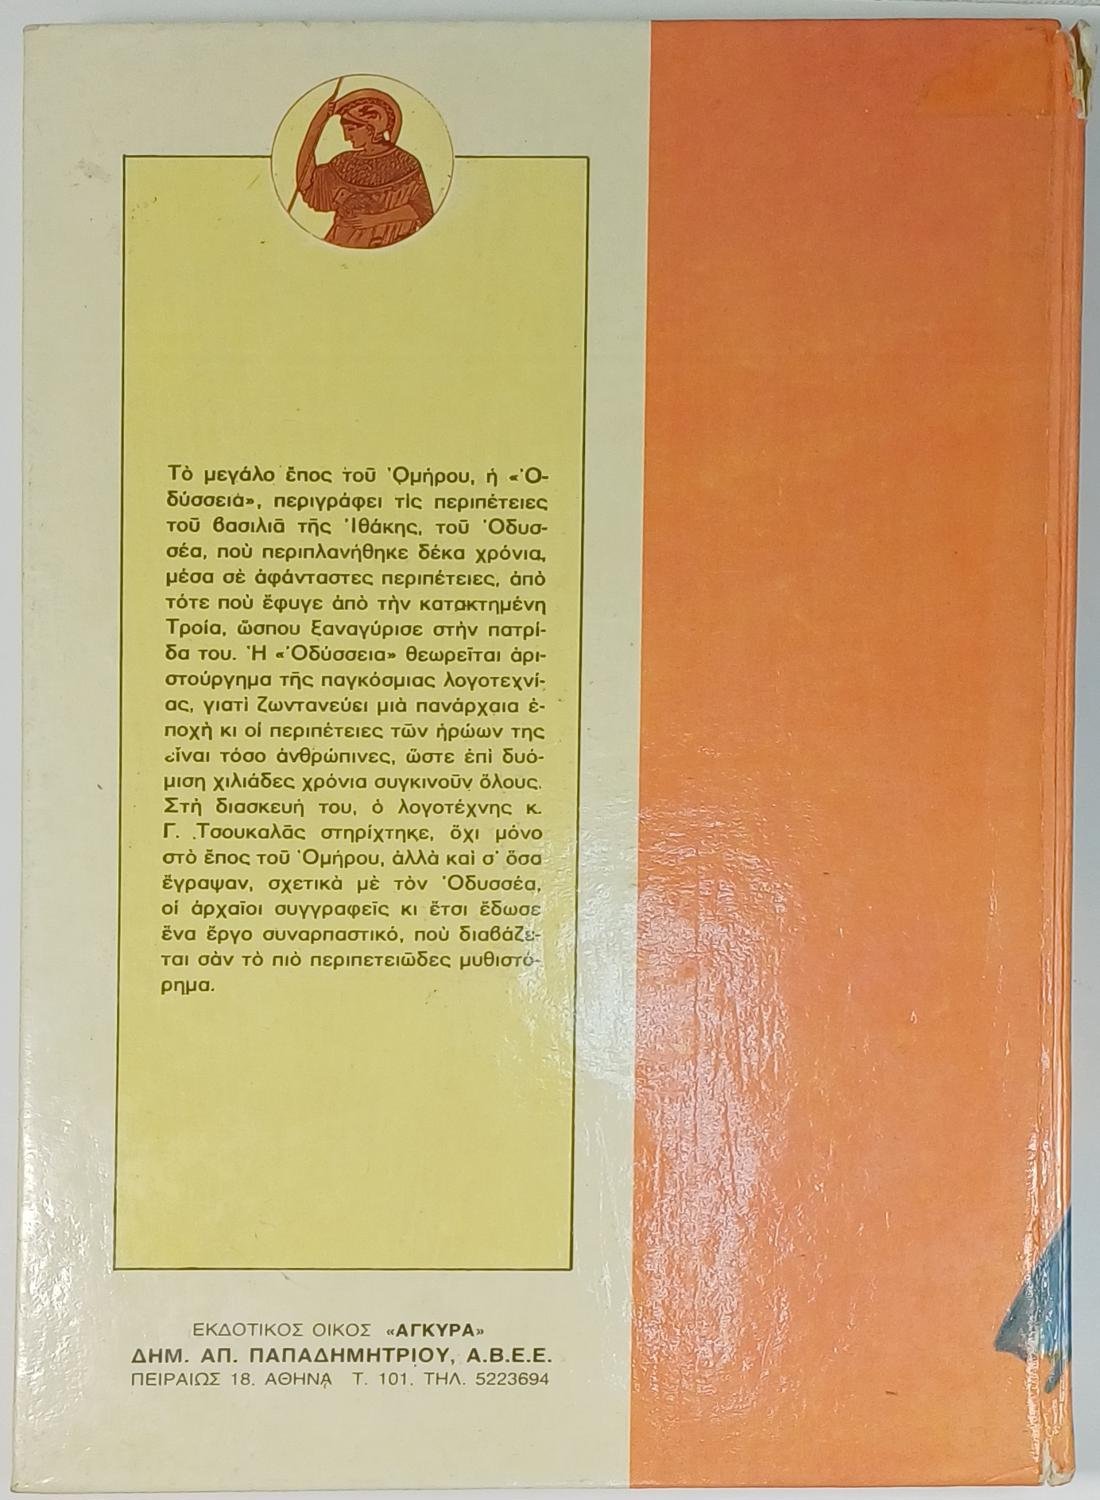 Τὸ μεγάλο ἔπος τοῦ Ὁμήρου, ἡ «Ὀ-
δύσσεια», περιγράφει τὶς περιπέτειες
τοῦ βασιλιᾶ τῆς Ἰθάκης, τοῦ Ὀδυσ-
σέα, ποὺ περιπλανήθηκε δέκα χρόνια,
μέσα σὲ ἀφάνταστες περιπέτειες, ἀπὸ
τότε ποὺ ἔφυγε ἀπὸ τὴν κατακτημένη
Τροία, ὥσπου ξαναγύρισε στὴν πατρί-
δα του. Ἡ «Ὀδύσσεια» θεωρεῖται ἀρι-
στούργημα τῆς παγκόσμιας λογοτεχνί-
ας, γιατὶ ζωντανεύει μιὰ πανάρχαια ἐ-
ποχὴ κι οἱ περιπέτειες τῶν ἡρώων της
εἶναι τόσο ἀνθρώπινες, ὥστε ἐπὶ δυό-
μιση χιλιάδες χρόνια συγκινοῦν ὅλους.
Στὴ διασκευή του, ὁ λογοτέχνης κ.
Γ. Τσουκαλᾶς στηρίχτηκε, ὄχι μόνο
στὸ ἔπος τοῦ Ὁμήρου, ἀλλὰ καὶ σ' ὅσα
ἔγραψαν, σχετικὰ μὲ τὸν Ὀδυσσέα,
οἱ ἀρχαῖοι συγγραφεῖς κι ἔτσι ἔδωσε
ἕνα ἔργο συναρπαστικό, ποὺ διαβάζε-
ται σὰν τὸ πιὸ περιπετειῶδες μυθιστό-
ρημα.
ΕΚΔΟΤΙΚΟΣ ΟΙΚΟΣ «ΑΓΚΥΡΑ»
ΔΗΜ. ΑΠ. ΠΑΠΑΔΗΜΗΤΡΙΟΥ, Α.Β.Ε.Ε.
ΠΕΙΡΑΙΩΣ 18. ΑΘΗΝΑ Τ. 101. ΤΗΛ. 5223694